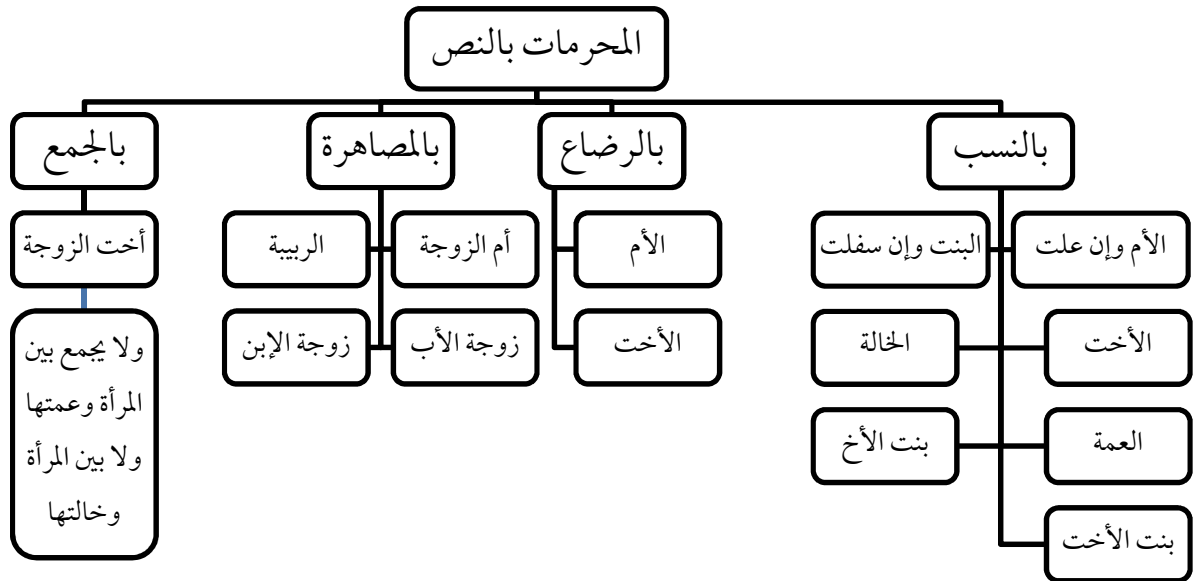 المحرمات بالنص
بالنسب
بالرضاع
بالمصاهرة
بالجمع
الأم وإن علت
البنت وإن سفلت
الأخت
الخالة
العمة
بنت الأخ
بنت الأخت
الأم
الأخت
أم الزوجة
الربيبة
زوجة الأب
زوجة الإبن
أخت الزوجة
ولا يجمع بين
المرأة وعمتها
ولا بين المرأة
وخالتها